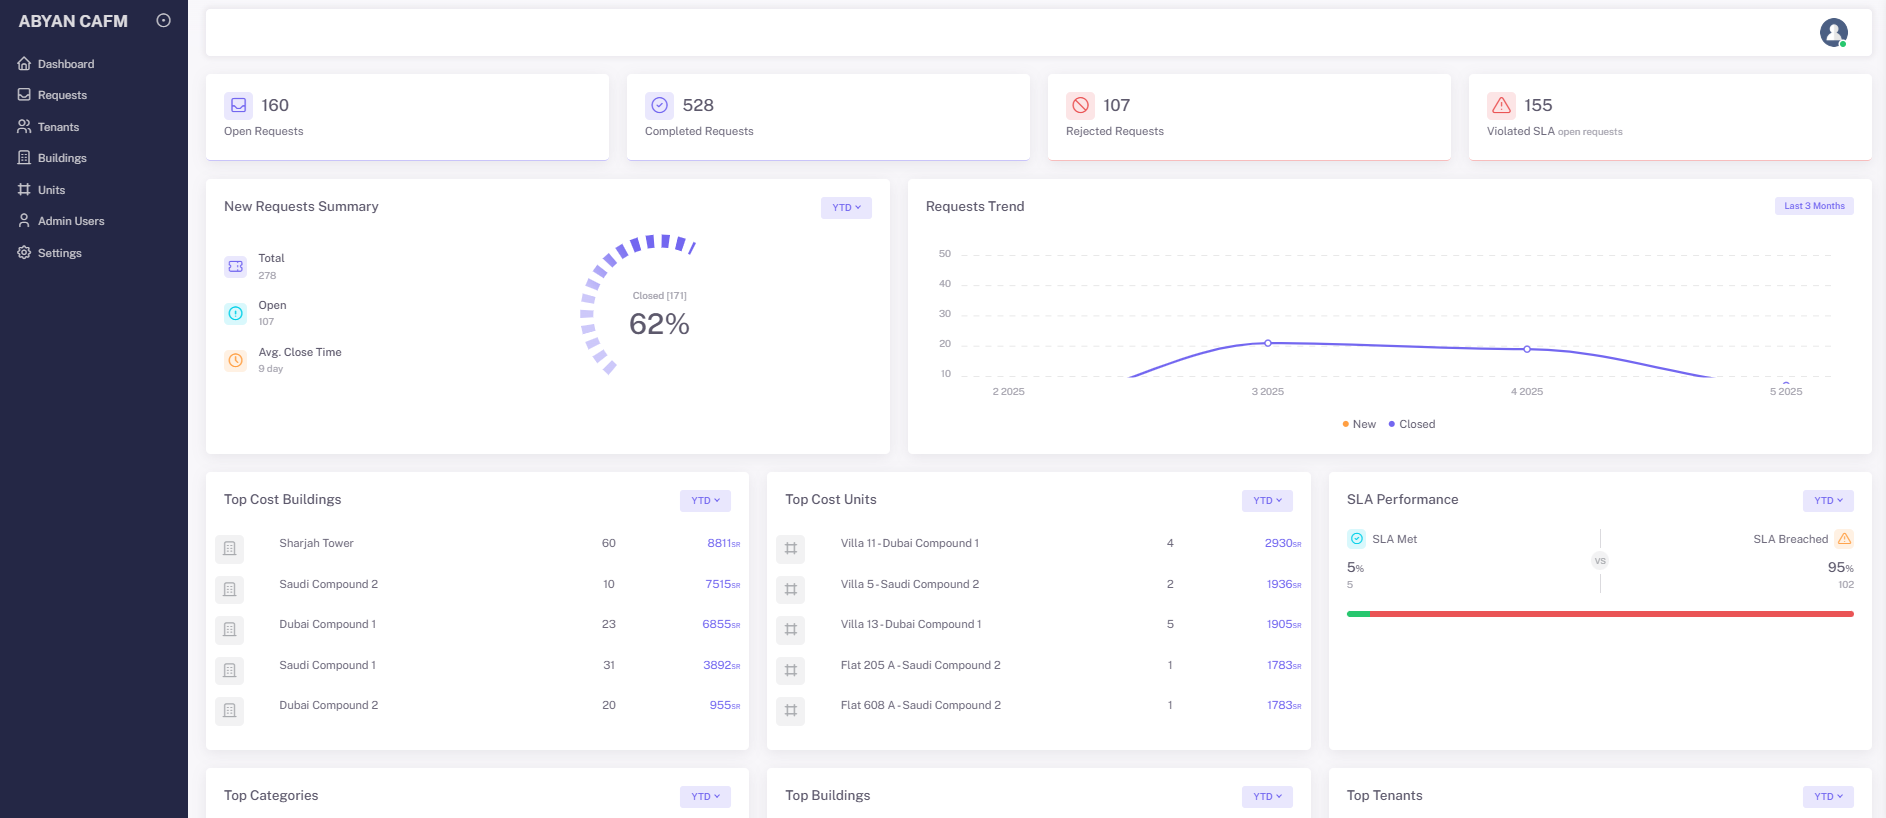 ABYAN CAFM
Dashboard
Requests
Tenants
Buildings
Units
Admin Users
Settings
160
Open Requests
528
Completed Requests
107
Rejected Requests
155
Violated SLA open requests
New Requests Summary
YTD
Total
278
Open
107
Avg. Close Time
9 day
Closed [171]
62%
Requests Trend
Last 3 Months
50
40
30
20
10
2 2025
3 2025
4 2025
5 2025
New
Closed
Top Cost Buildings
YTD
Sharjah Tower 60 8811SR
Saudi Compound 2 10 7515SR
Dubai Compound 1 23 6855SR
Saudi Compound 1 31 3892SR
Dubai Compound 2 20 955SR
Top Cost Units
YTD
Villa 11 - Dubai Compound 1 4 2930SR
Villa 5 - Saudi Compound 2 2 1936SR
Villa 13 - Dubai Compound 1 5 1905SR
Flat 205 A - Saudi Compound 2 1 1783SR
Flat 608 A - Saudi Compound 2 1 1783SR
SLA Performance
YTD
SLA Met
5%
5
VS
SLA Breached
95%
102
Top Categories
YTD
Top Buildings
YTD
Top Tenants
YTD